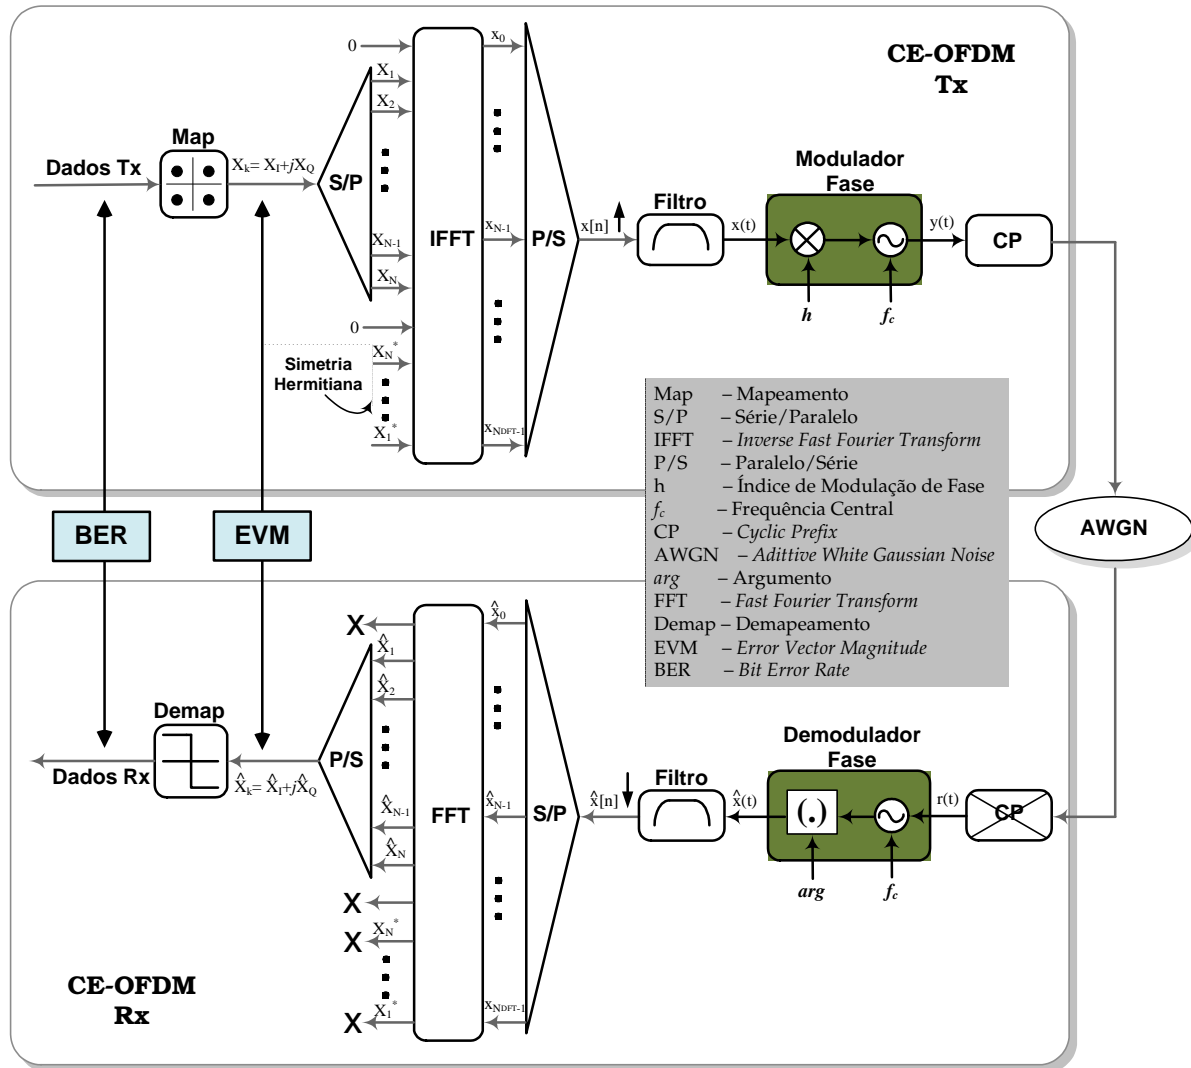 CE-OFDM
Tx
0
X1
X2
XN-1
XN
0
XN*
X1*
Dados Tx
Map
Xk= XI+jXQ
S/P
Simetria
Hermitiana
IFFT
x0
xN-1
xNDFT-1
P/S
x[n]
Filtro
x(t)
Modulador
Fase
h
fc
y(t)
CP
AWGN
BER
EVM
Map – Mapeamento
S/P – Série/Paralelo
IFFT – Inverse Fast Fourier Transform
P/S – Paralelo/Série
h – Índice de Modulação de Fase
fc – Frequência Central
CP – Cyclic Prefix
AWGN – Adittive White Gaussian Noise
arg – Argumento
FFT – Fast Fourier Transform
Demap – Demapeamento
EVM – Error Vector Magnitude
BER – Bit Error Rate
CP
r(t)
Demodulador
Fase
(.)
arg
fc
x̂(t)
Filtro
x̂[n]
S/P
x̂0
x̂N-1
xNDFT-1
FFT
X
X̂1
X̂2
X̂N-1
X̂N
X
X XN*
X X1*
P/S
X̂k= X̂I+jX̂Q
Demap
Dados Rx
CE-OFDM
Rx